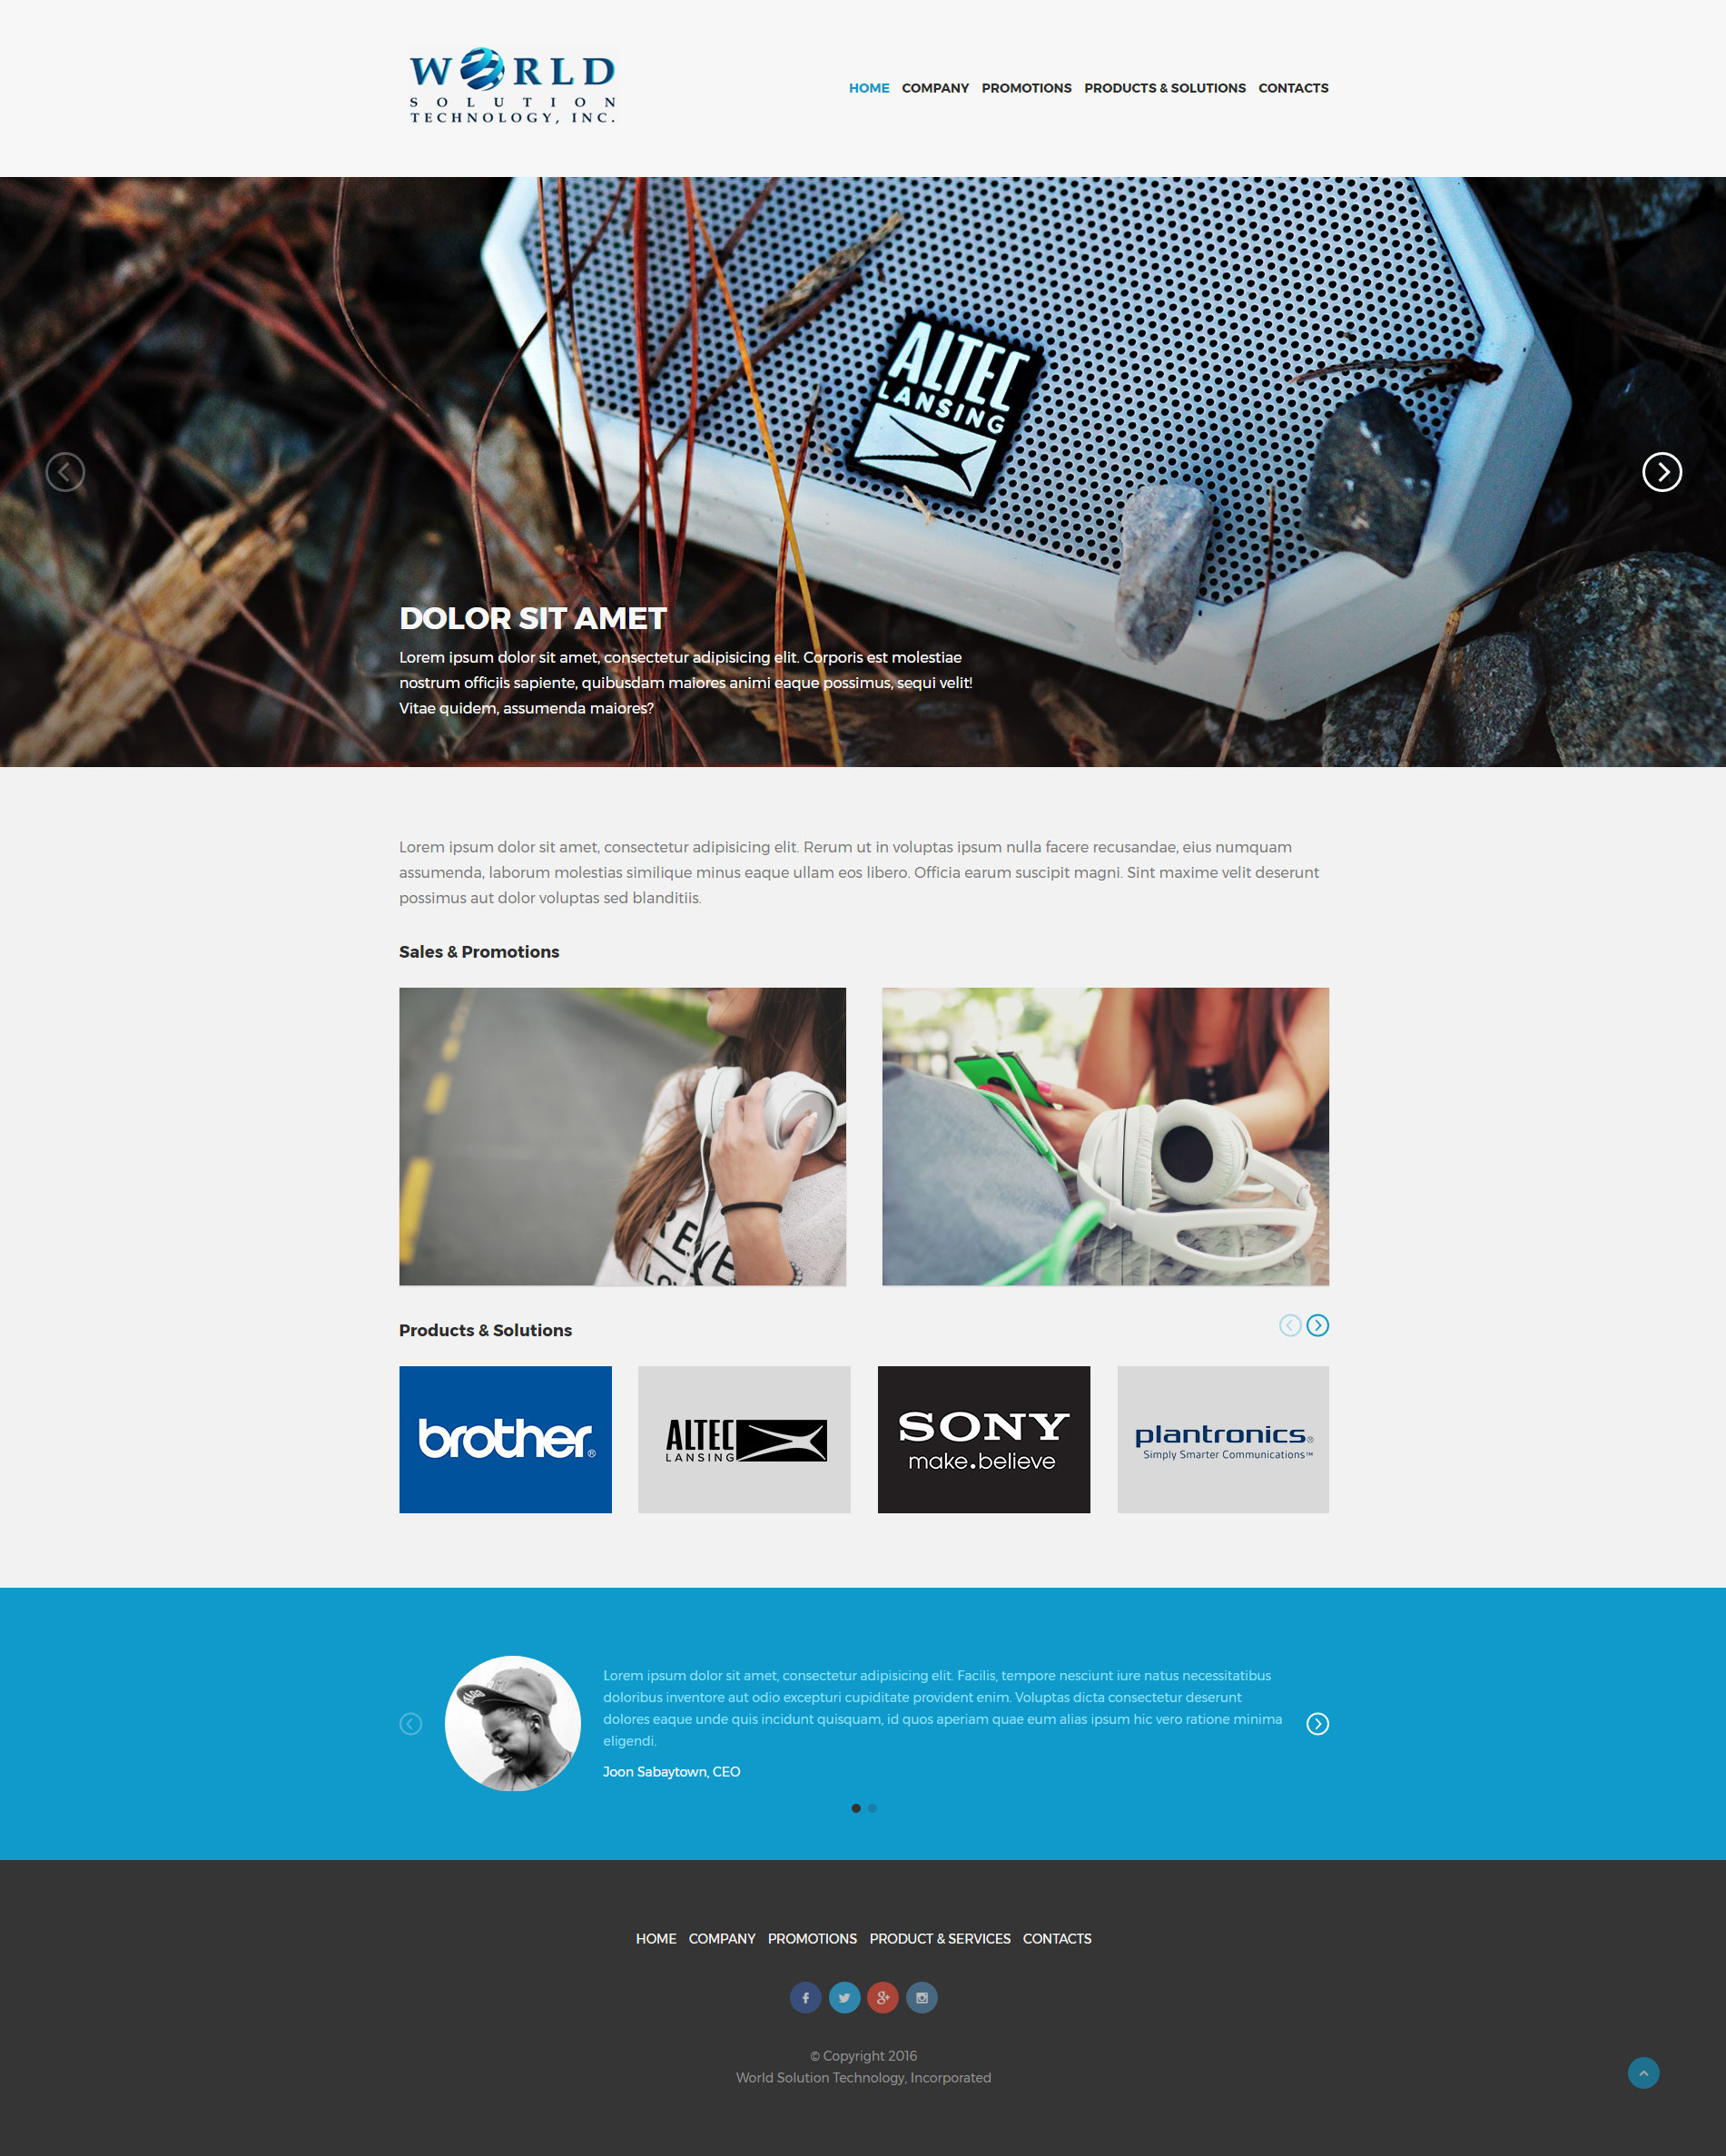 WORLD
SOLUTION
TECHNOLOGY, INC.
HOME COMPANY PROMOTIONS PRODUCTS & SOLUTIONS CONTACTS
ALTEC
LANSING
DOLOR SIT AMET
Lorem ipsum dolor sit amet, consectetur adipisicing elit. Corporis est molestiae
nostrum officiis sapiente, quibusdam maiores animi eaque possimus, sequi velit!
Vitae quidem, assumenda maiores?
Lorem ipsum dolor sit amet, consectetur adipisicing elit. Rerum ut in voluptas ipsum nulla facere recusandae, eius numquam
assumenda, laborum molestias similique minus eaque ullam eos libero. Officia earum suscipit magni. Sint maxime velit deserunt
possimus aut dolor voluptas sed blanditiis.
Sales & Promotions
Products & Solutions
brother®
ALTEC
LANSING
SONY
make.believe
plantronics®
Simply Smarter Communications™
Lorem ipsum dolor sit amet, consectetur adipisicing elit. Facilis, tempore nesciunt iure natus necessitatibus
doloribus inventore aut odio excepturi cupiditate provident enim. Voluptas dicta consectetur deserunt
dolores eaque unde quis incidunt quisquam, id quos aperiam quae eum alias ipsum hic vero ratione minima
eligendi.
Joon Sabaytown, CEO
HOME COMPANY PROMOTIONS PRODUCT & SERVICES CONTACTS
© Copyright 2016
World Solution Technology, Incorporated